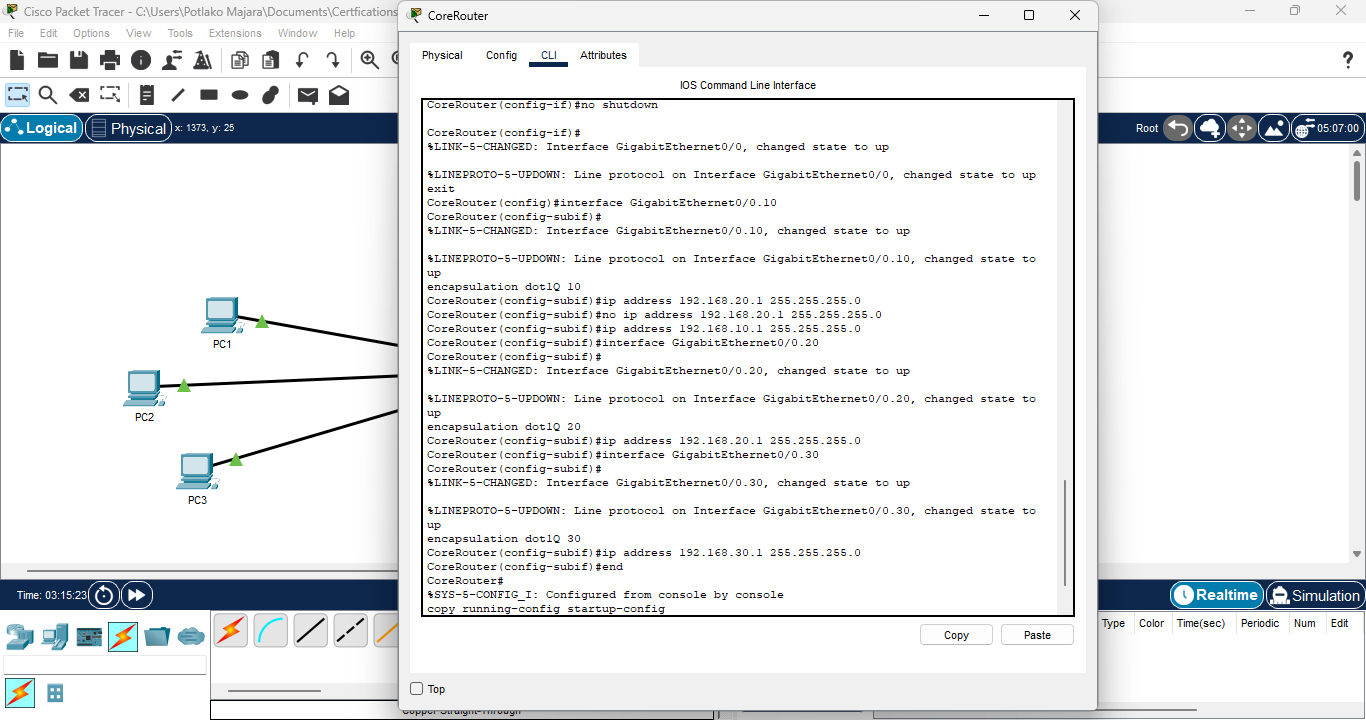 Cisco Packet Tracer - C:\Users\Potlako Majara\Documents\Certfications
File Edit Options View Tools Extensions Window Help
Logical
Physical
x: 1373, y: 25
Root
05:07:00
PC1
PC2
PC3
CoreRouter
Physical Config CLI Attributes
IOS Command Line Interface
CoreRouter(config-if)#no shutdown
CoreRouter(config-if)#
%LINK-5-CHANGED: Interface GigabitEthernet0/0, changed state to up
%LINEPROTO-5-UPDOWN: Line protocol on Interface GigabitEthernet0/0, changed state to up
exit
CoreRouter(config)#interface GigabitEthernet0/0.10
CoreRouter(config-subif)#
%LINK-5-CHANGED: Interface GigabitEthernet0/0.10, changed state to up
%LINEPROTO-5-UPDOWN: Line protocol on Interface GigabitEthernet0/0.10, changed state to
up
encapsulation dot1Q 10
CoreRouter(config-subif)#ip address 192.168.20.1 255.255.255.0
CoreRouter(config-subif)#no ip address 192.168.20.1 255.255.255.0
CoreRouter(config-subif)#ip address 192.168.10.1 255.255.255.0
CoreRouter(config-subif)#interface GigabitEthernet0/0.20
CoreRouter(config-subif)#
%LINK-5-CHANGED: Interface GigabitEthernet0/0.20, changed state to up
%LINEPROTO-5-UPDOWN: Line protocol on Interface GigabitEthernet0/0.20, changed state to
up
encapsulation dot1Q 20
CoreRouter(config-subif)#ip address 192.168.20.1 255.255.255.0
CoreRouter(config-subif)#interface GigabitEthernet0/0.30
CoreRouter(config-subif)#
%LINK-5-CHANGED: Interface GigabitEthernet0/0.30, changed state to up
%LINEPROTO-5-UPDOWN: Line protocol on Interface GigabitEthernet0/0.30, changed state to
up
encapsulation dot1Q 30
CoreRouter(config-subif)#ip address 192.168.30.1 255.255.255.0
CoreRouter(config-subif)#end
CoreRouter#
%SYS-5-CONFIG_I: Configured from console by console
copy running-config startup-config
Copy
Paste
Top
Time: 03:15:23
Realtime
Simulation
Type Color Time(sec) Periodic Num Edit
Copper Straight-Through